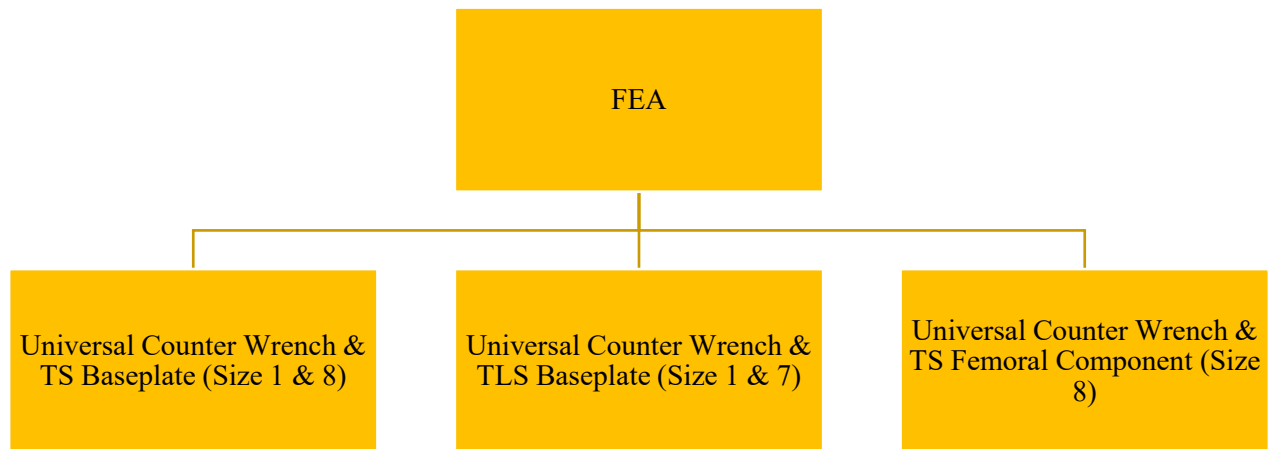 FEA
Universal Counter Wrench &
TS Baseplate (Size 1 & 8)
Universal Counter Wrench &
TLS Baseplate (Size 1 & 7)
Universal Counter Wrench &
TS Femoral Component (Size
8)